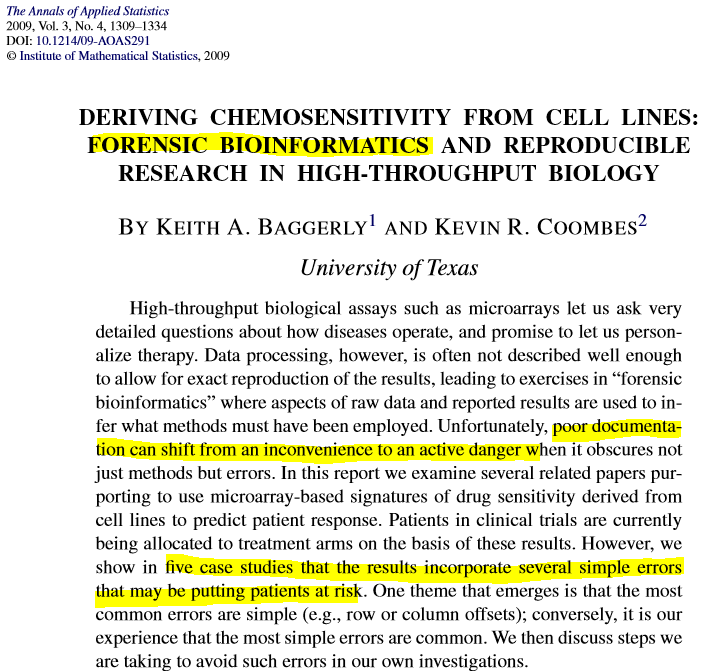 The Annals of Applied Statistics
2009, Vol. 3, No. 4, 1309–1334
DOI: 10.1214/09-AOAS291
© Institute of Mathematical Statistics, 2009
DERIVING CHEMOSENSITIVITY FROM CELL LINES:
FORENSIC BIOINFORMATICS AND REPRODUCIBLE
RESEARCH IN HIGH-THROUGHPUT BIOLOGY
BY KEITH A. BAGGERLY1 AND KEVIN R. COOMBES2
University of Texas
High-throughput biological assays such as microarrays let us ask very
detailed questions about how diseases operate, and promise to let us person-
alize therapy. Data processing, however, is often not described well enough
to allow for exact reproduction of the results, leading to exercises in “forensic
bioinformatics” where aspects of raw data and reported results are used to in-
fer what methods must have been employed. Unfortunately, poor documenta-
tion can shift from an inconvenience to an active danger when it obscures not
just methods but errors. In this report we examine several related papers pur-
porting to use microarray-based signatures of drug sensitivity derived from
cell lines to predict patient response. Patients in clinical trials are currently
being allocated to treatment arms on the basis of these results. However, we
show in five case studies that the results incorporate several simple errors
that may be putting patients at risk. One theme that emerges is that the most
common errors are simple (e.g., row or column offsets); conversely, it is our
experience that the most simple errors are common. We then discuss steps we
are taking to avoid such errors in our own investigations.